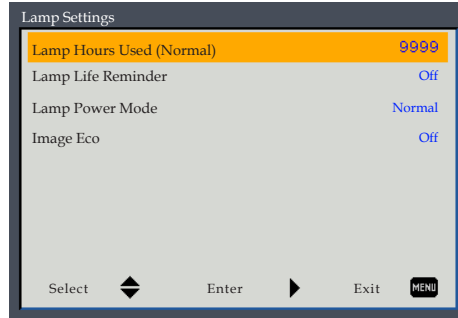 Lamp Settings
Lamp Hours Used (Normal) 9999
Lamp Life Reminder Off
Lamp Power Mode Normal
Image Eco Off
Select Enter Exit MENU